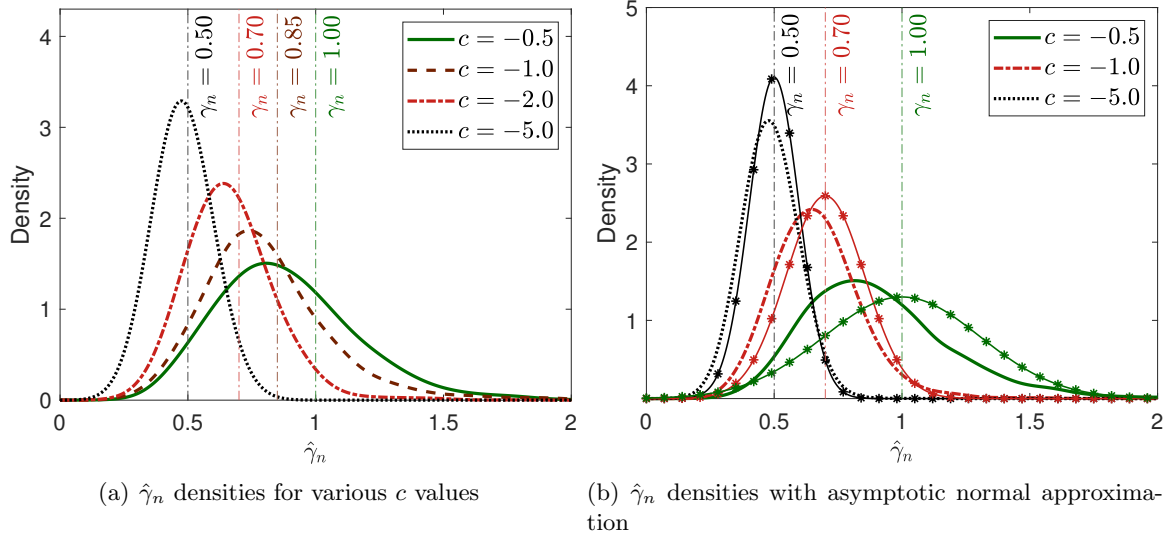 4
3
2
1
0
Density
γₙ = 0.50
γₙ = 0.70
γₙ = 0.85
γₙ = 1.00
c = −0.5
c = −1.0
c = −2.0
c = −5.0
0 0.5 1 1.5 2
γ̂ₙ
(a) γ̂ₙ densities for various c values
5
4
3
2
1
Density
γₙ = 0.50
γₙ = 0.70
γₙ = 1.00
c = −0.5
c = −1.0
c = −5.0
0 0.5 1 1.5 2
γ̂ₙ
(b) γ̂ₙ densities with asymptotic normal approxima-
tion